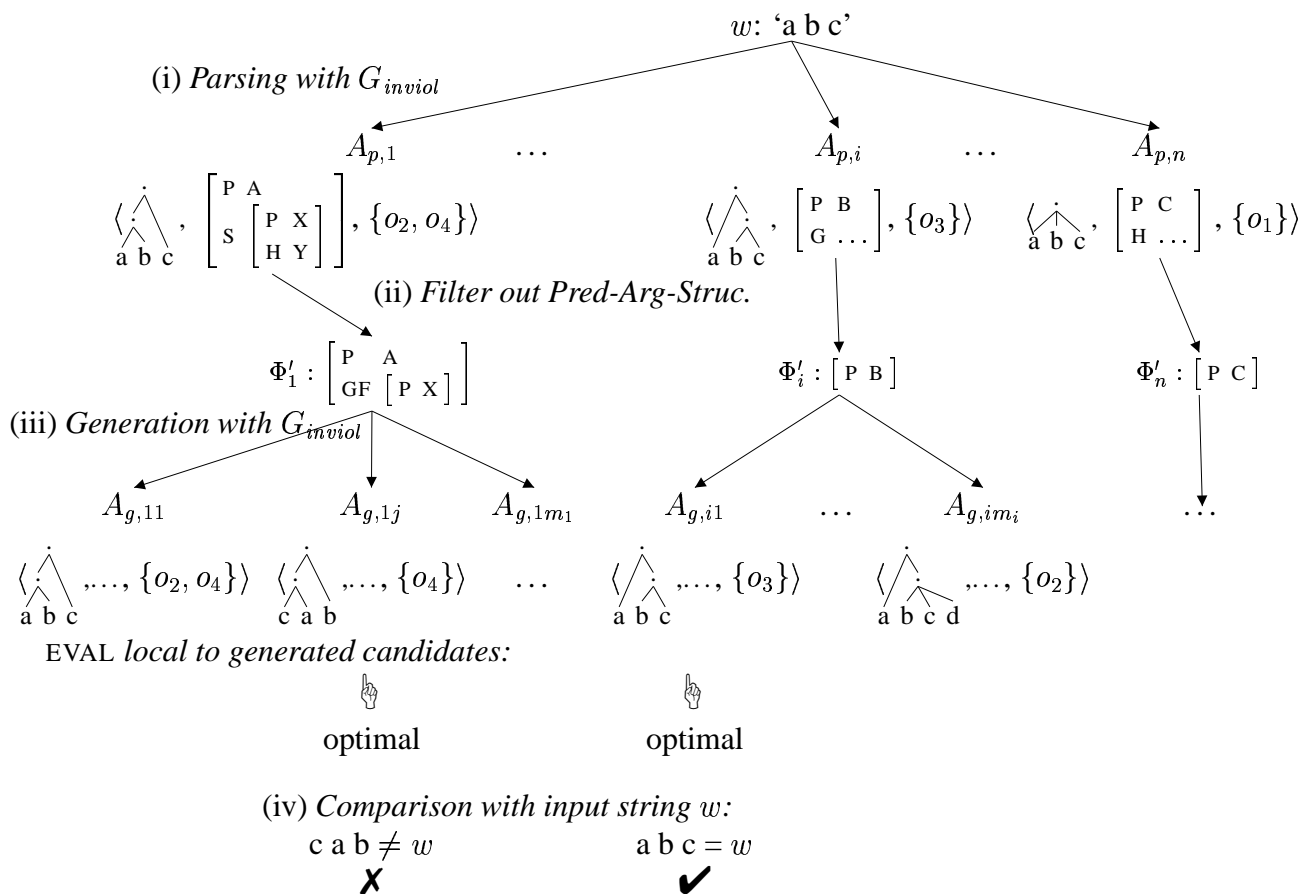 w: ‘a b c’
(i) Parsing with G_inviol
A_p,1 … A_p,i … A_p,n
⟨ a b c , [ P A S [ P X H Y ] ] , {o₂, o₄}⟩ ⟨ a b c , [ P B G … ] , {o₃}⟩ ⟨ a b c , [ P C H … ] , {o₁}⟩
(ii) Filter out Pred-Arg-Struc.
Φ′₁ : [ P A GF [ P X ] ] Φ′ᵢ : [ P B ] Φ′ₙ : [ P C ]
(iii) Generation with G_inviol
A_g,11 A_g,1j A_g,1m₁ A_g,i1 … A_g,imᵢ …
⟨ a b c ,…, {o₂, o₄}⟩ ⟨ c a b ,…, {o₄}⟩ … ⟨ a b c ,…, {o₃}⟩ ⟨ a b c d ,…, {o₂}⟩
EVAL local to generated candidates:
☝ ☝
optimal optimal
(iv) Comparison with input string w:
c a b ≠ w a b c = w
✗ ✔